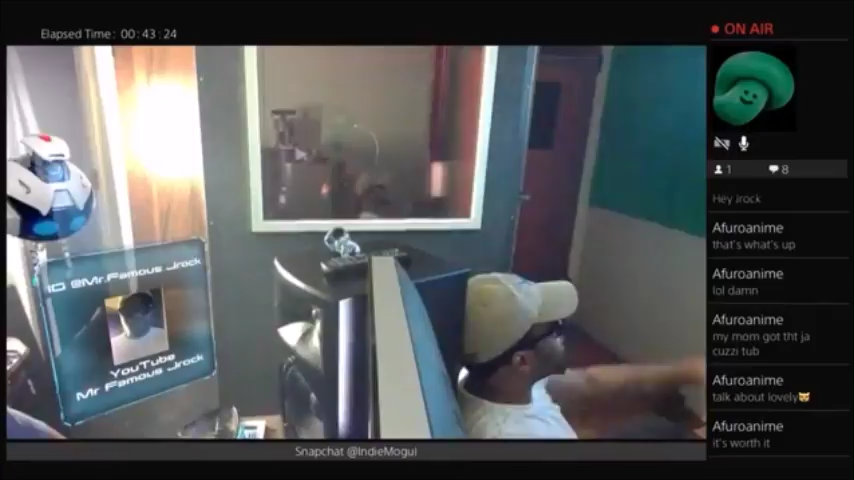 Elapsed Time: 00:43:24
ON AIR
1
8
Hey Jrock
Afuroanime
that's what's up
Afuroanime
lol damn
Afuroanime
my mom got tht ja
cuzzi tub
Afuroanime
talk about lovely😻
Afuroanime
it's worth it
IG @Mr.Famous Jrock
YouTube
Mr Famous Jrock
Snapchat @IndieMogul